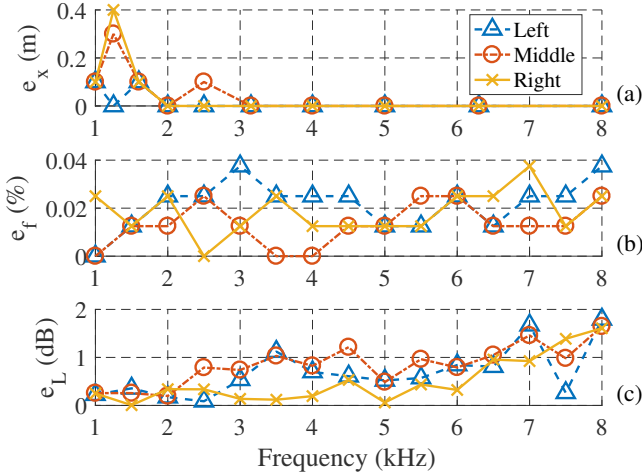 0.4
0.2
0
e_x (m)
Left
Middle
Right
(a)
1 2 3 4 5 6 7 8
0.04
0.02
0
e_f (%)
(b)
1 2 3 4 5 6 7 8
2
1
0
e_L (dB)
(c)
1 2 3 4 5 6 7 8
Frequency (kHz)